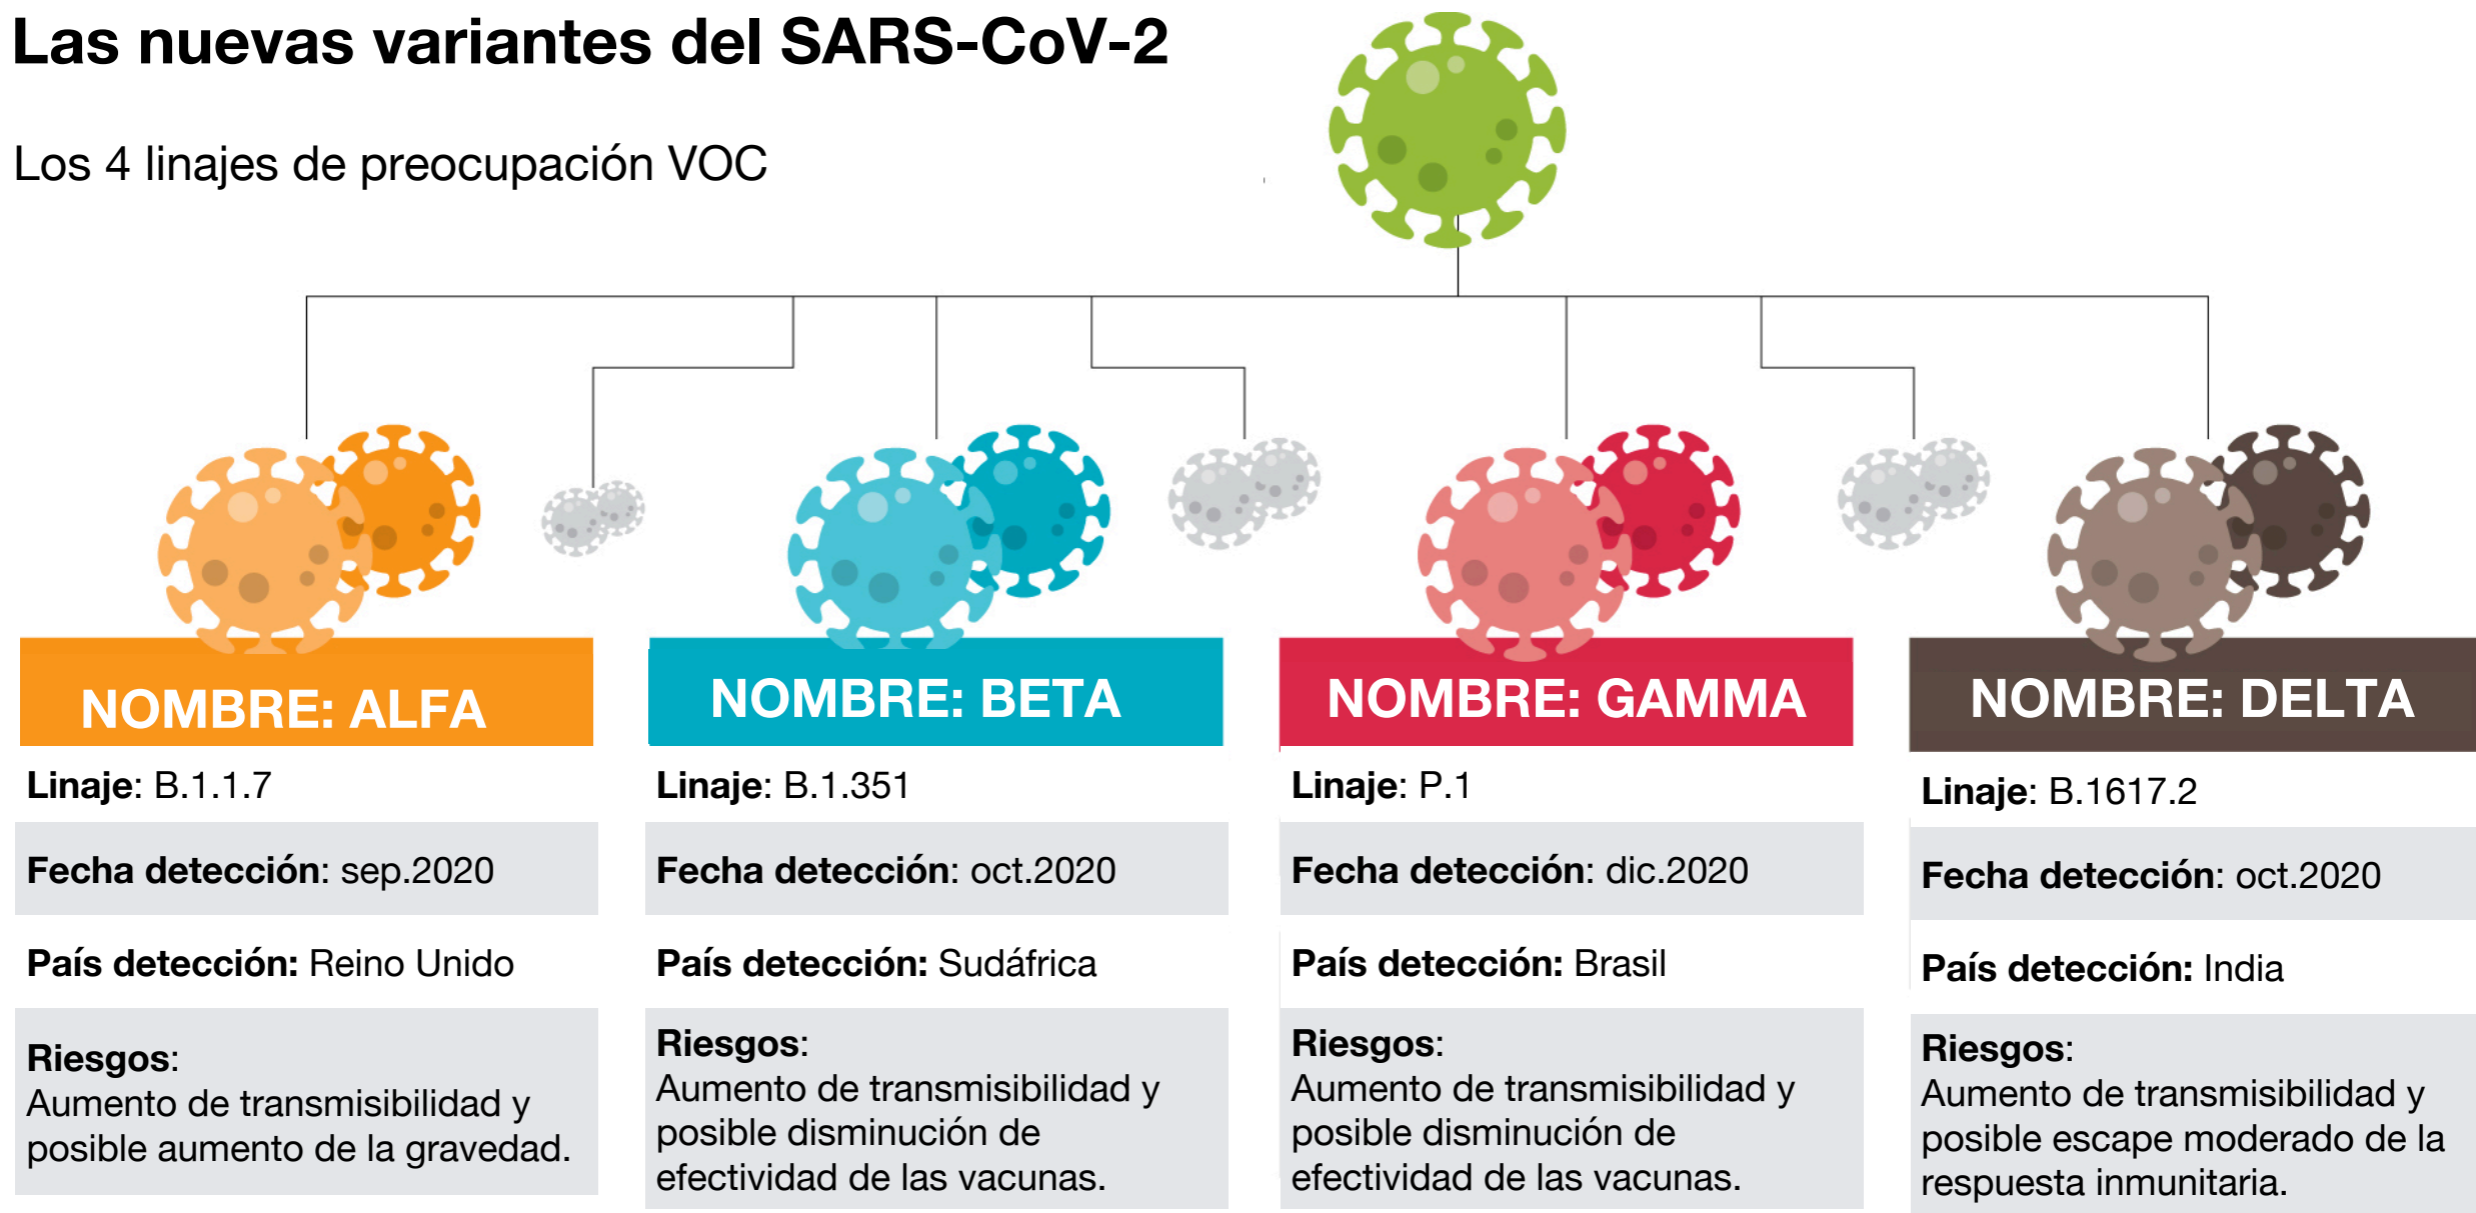 Las nuevas variantes del SARS-CoV-2
Los 4 linajes de preocupación VOC
NOMBRE: ALFA
Linaje: B.1.1.7
Fecha detección: sep.2020
País detección: Reino Unido
Riesgos:
Aumento de transmisibilidad y
posible aumento de la gravedad.
NOMBRE: BETA
Linaje: B.1.351
Fecha detección: oct.2020
País detección: Sudáfrica
Riesgos:
Aumento de transmisibilidad y
posible disminución de
efectividad de las vacunas.
NOMBRE: GAMMA
Linaje: P.1
Fecha detección: dic.2020
País detección: Brasil
Riesgos:
Aumento de transmisibilidad y
posible disminución de
efectividad de las vacunas.
NOMBRE: DELTA
Linaje: B.1617.2
Fecha detección: oct.2020
País detección: India
Riesgos:
Aumento de transmisibilidad y
posible escape moderado de la
respuesta inmunitaria.